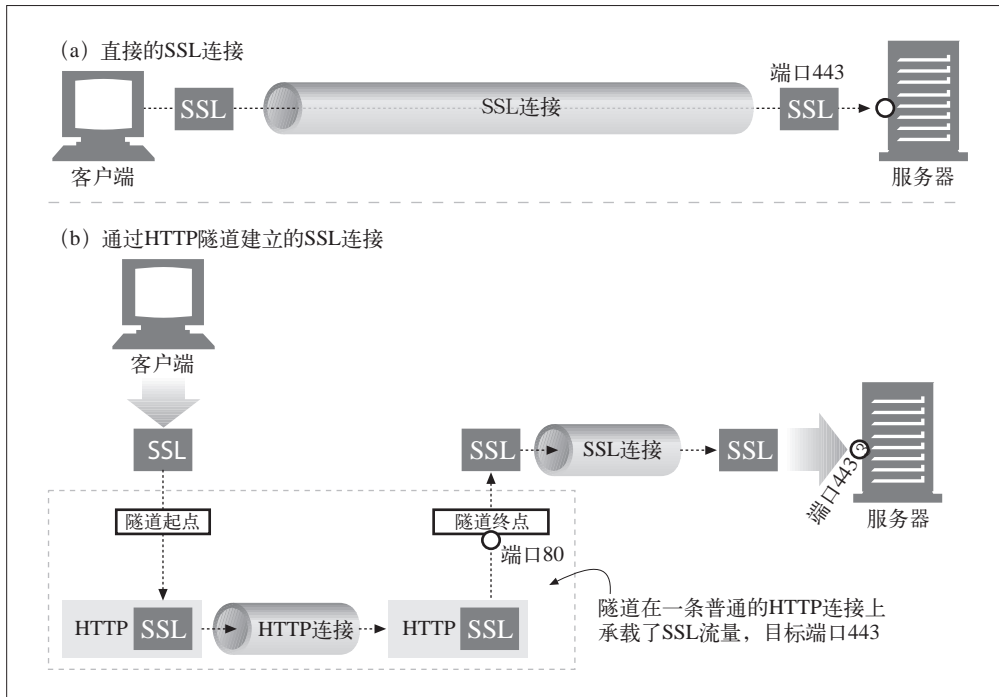 (a) 直接的SSL连接
端口443
SSL
SSL连接
SSL
客户端
服务器
(b) 通过HTTP隧道建立的SSL连接
客户端
SSL
SSL
SSL连接
SSL
端口443
服务器
隧道起点
隧道终点
端口80
HTTP SSL
HTTP连接
HTTP SSL
隧道在一条普通的HTTP连接上
承载了SSL流量，目标端口443